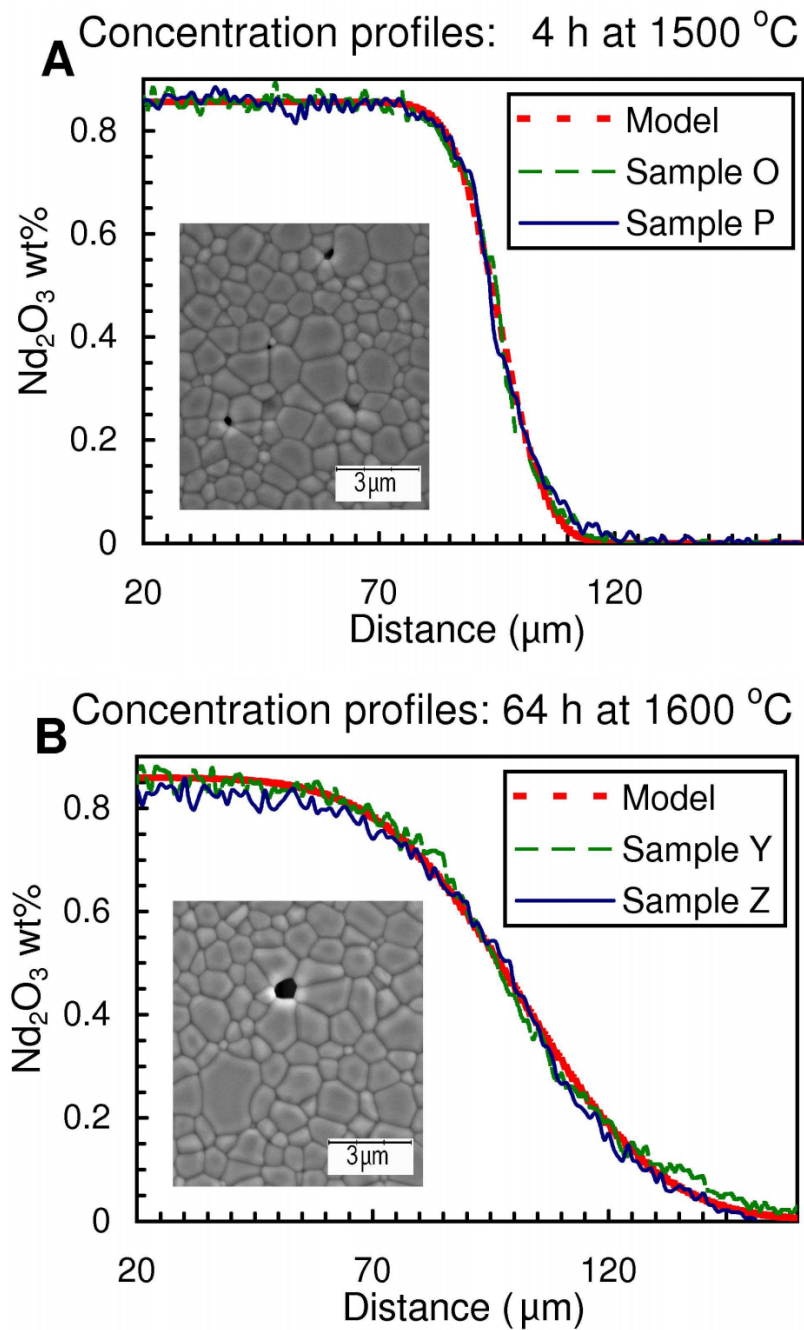 Concentration profiles: 4 h at 1500 °C
A
Nd₂O₃ wt%
0.8
0.6
0.4
0.2
0
Model
Sample O
Sample P
3µm
20
70
120
Distance (µm)
Concentration profiles: 64 h at 1600 °C
B
Nd₂O₃ wt%
0.8
0.6
0.4
0.2
0
Model
Sample Y
Sample Z
3µm
20
70
120
Distance (µm)